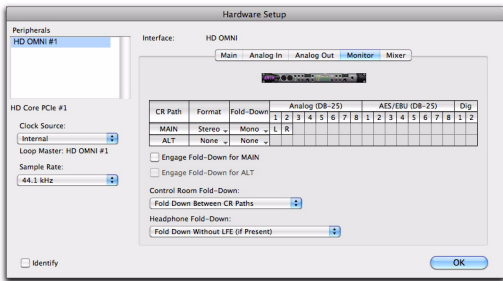 Hardware Setup
Peripherals
HD OMNI #1
Interface: HD OMNI
Main Analog In Analog Out Monitor Mixer
HD Core PCIe #1
Clock Source:
Internal
Loop Master: HD OMNI #1
Sample Rate:
44.1 kHz
CR Path Format Fold-Down Analog (DB-25) AES/EBU (DB-25) Dig
1 2 3 4 5 6 7 8 1 2 3 4 5 6 7 8 1 2
MAIN Stereo Mono L R
ALT None None
Engage Fold-Down for MAIN
Engage Fold-Down for ALT
Control Room Fold-Down:
Fold Down Between CR Paths
Headphone Fold-Down:
Fold Down Without LFE (if Present)
Identify
OK